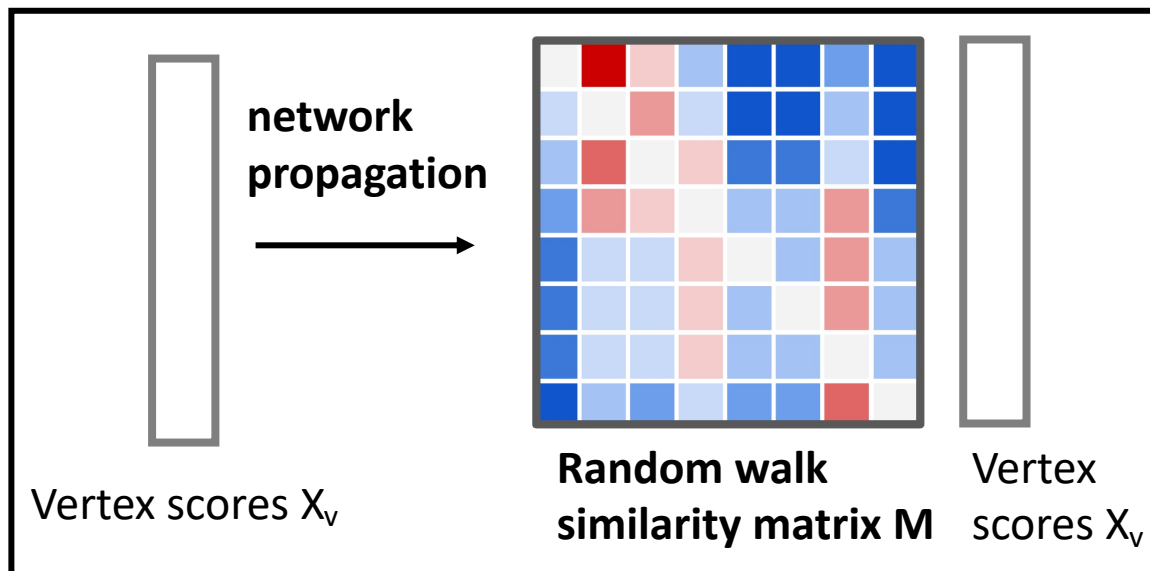 network
propagation
Vertex scores Xᵥ
Random walk
similarity matrix M
Vertex
scores Xᵥ